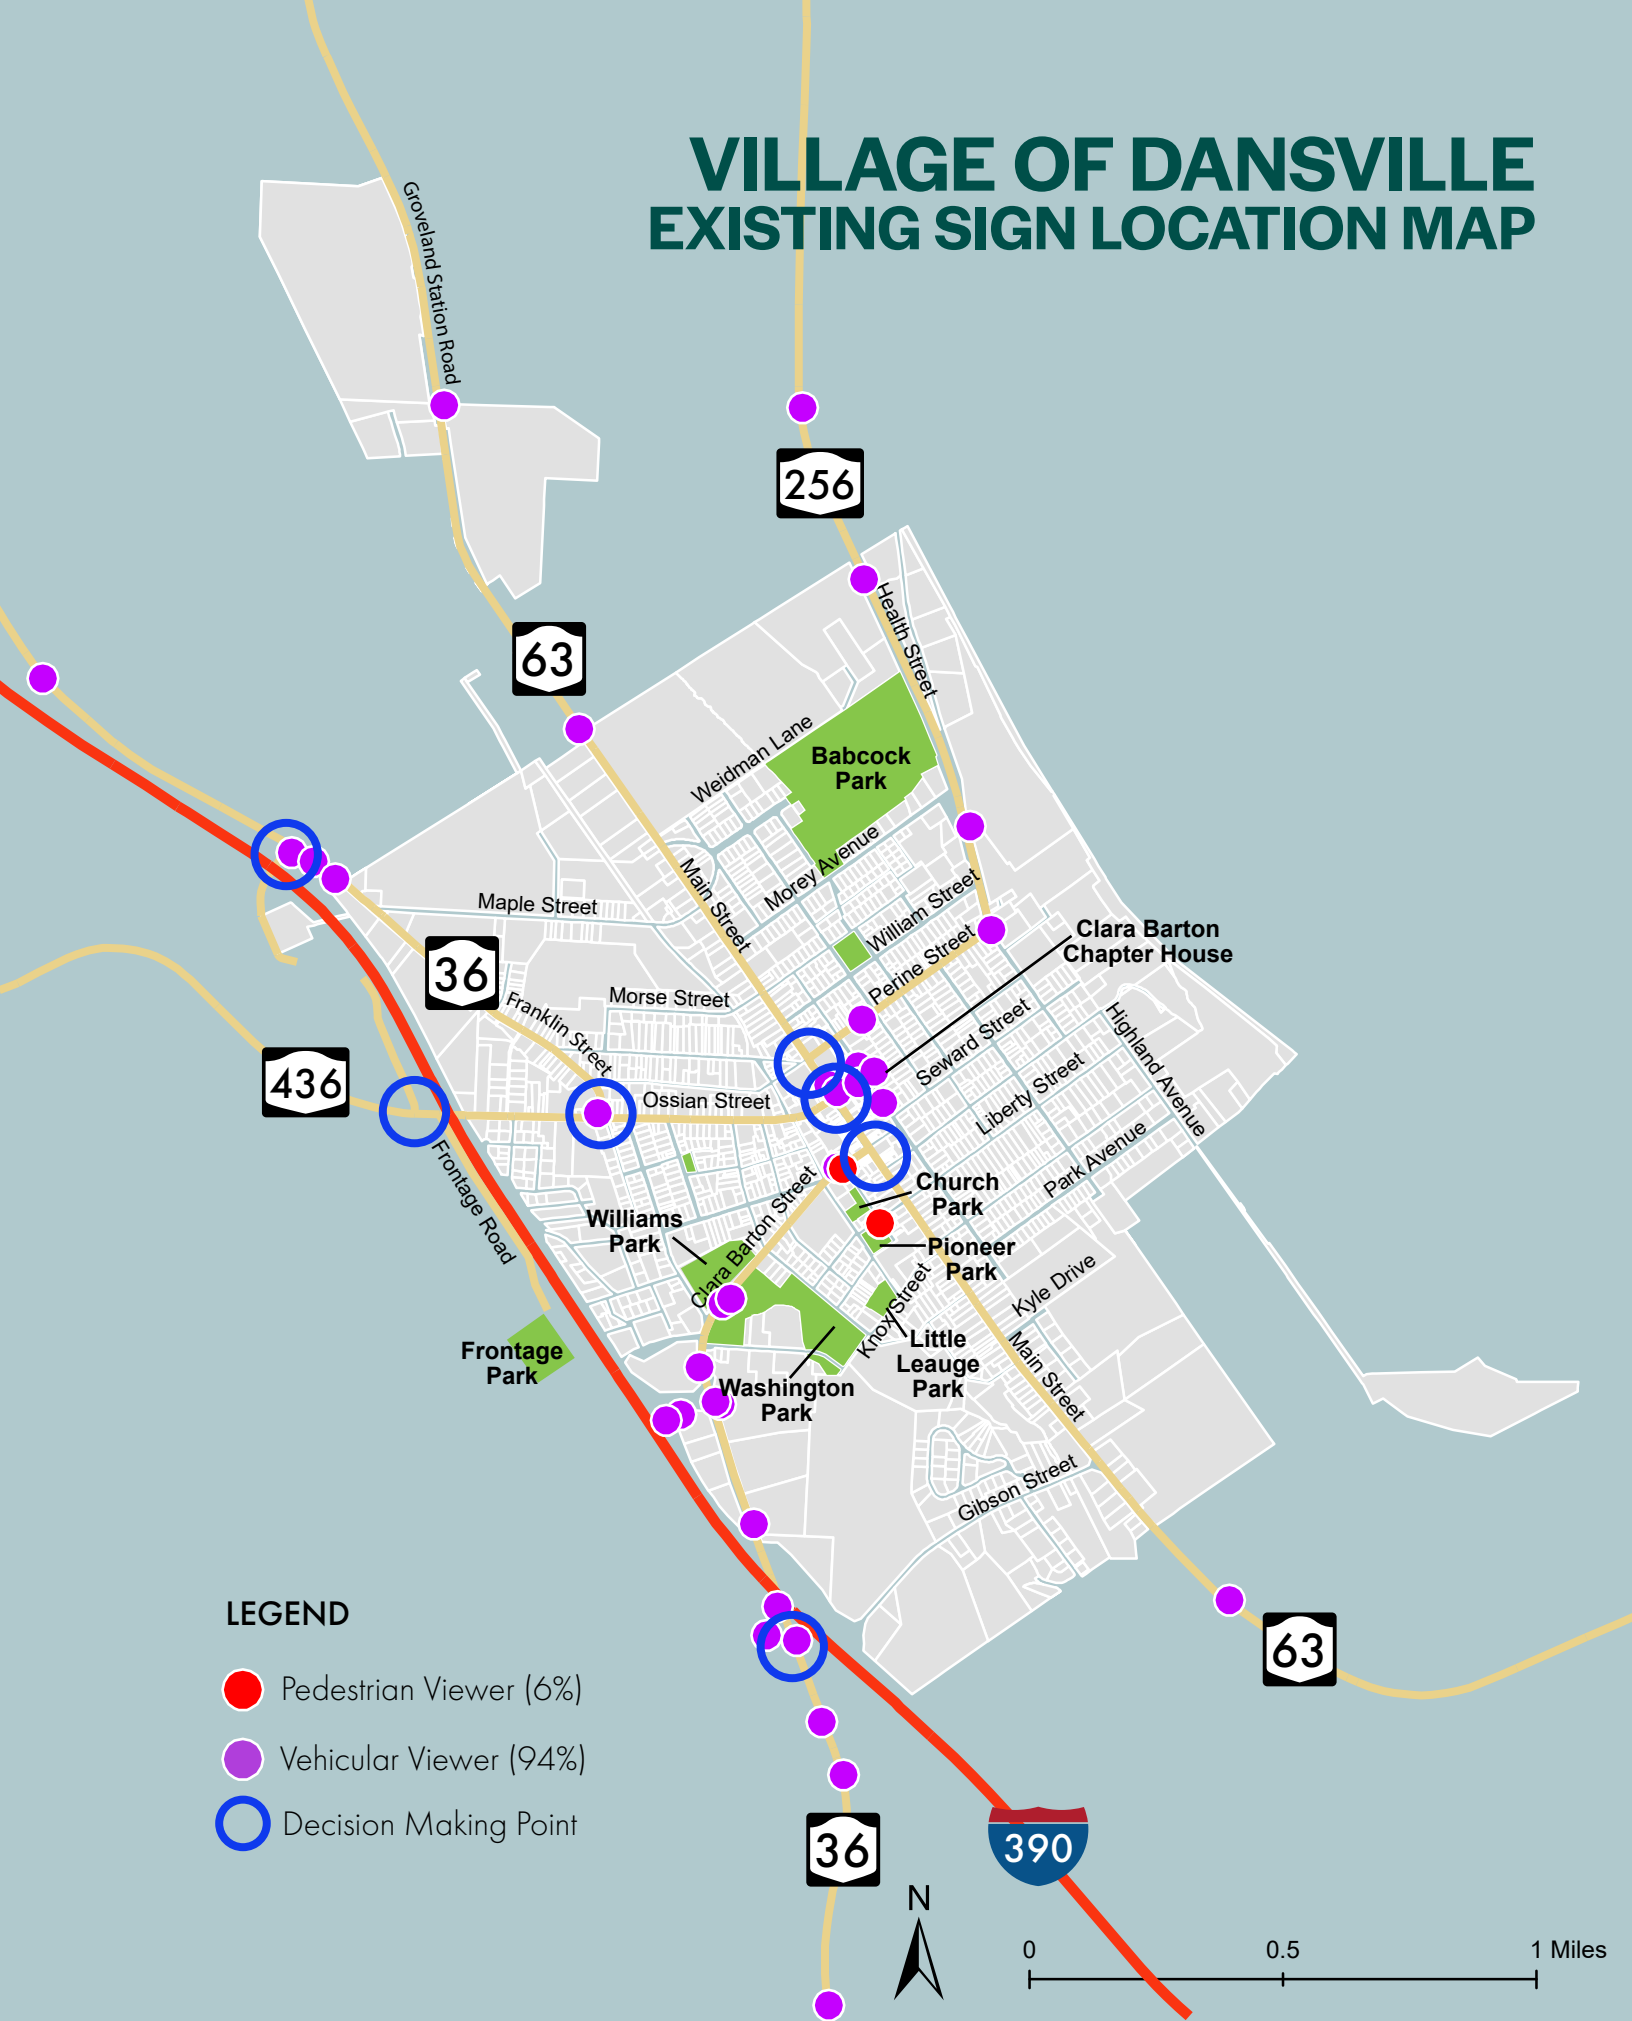 VILLAGE OF DANSVILLE
EXISTING SIGN LOCATION MAP
Groveland Station Road
256
Health Street
63
Weidman Lane
Babcock
Park
Morey Avenue
Main Street
William Street
Maple Street
Perine Street
Clara Barton
Chapter House
36
Franklin Street
Morse Street
Seward Street
Highland Avenue
436
Ossian Street
Liberty Street
Park Avenue
Frontage Road
Clara Barton Street
Church
Park
Williams
Park
Pioneer
Park
Knox Street
Kyle Drive
Main Street
Little
Leauge
Park
Frontage
Park
Washington
Park
Gibson Street
63
LEGEND
Pedestrian Viewer (6%)
Vehicular Viewer (94%)
Decision Making Point
36
390
N
0 0.5 1 Miles